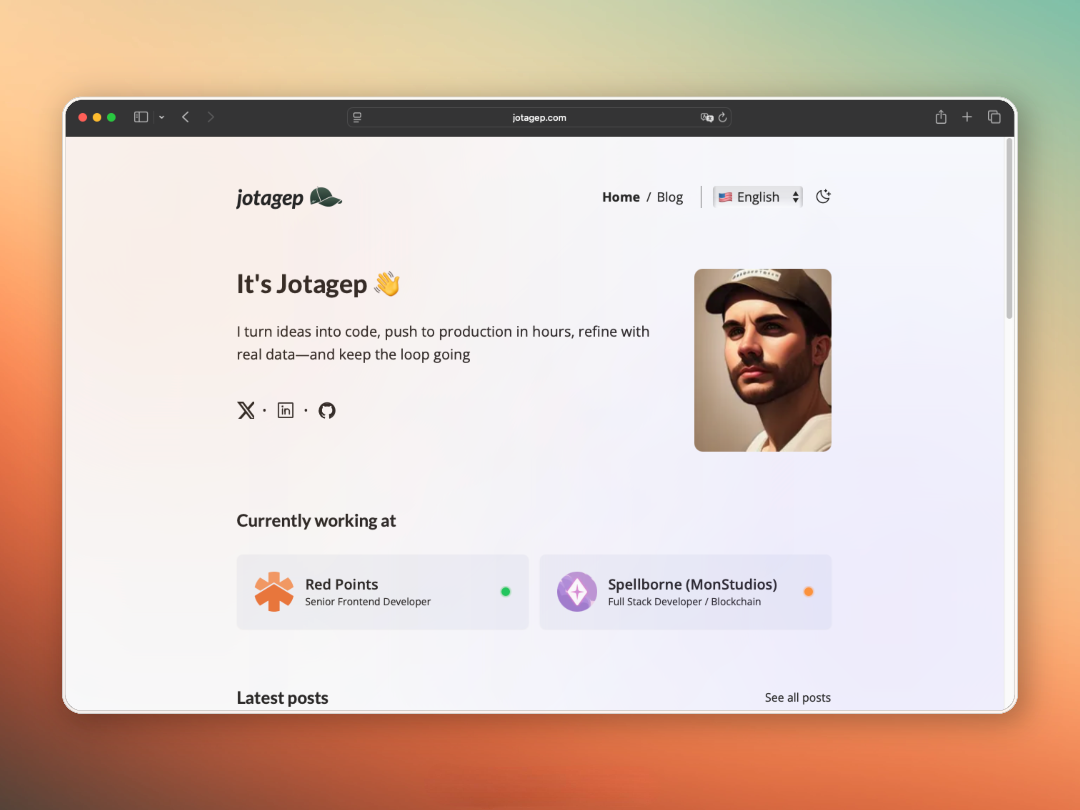 jotagep.com
jotagep
Home / Blog
English
It's Jotagep 👋
I turn ideas into code, push to production in hours, refine with
real data—and keep the loop going
Currently working at
Red Points
Senior Frontend Developer
Spellborne (MonStudios)
Full Stack Developer / Blockchain
Latest posts
See all posts